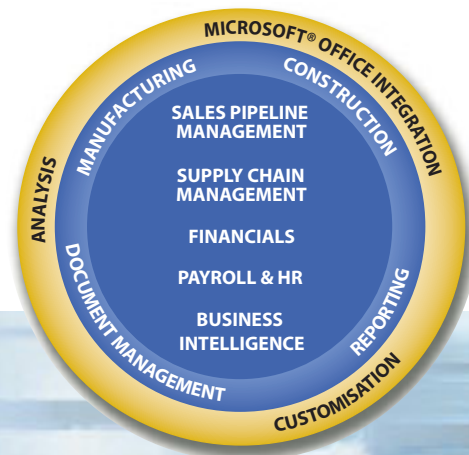 MICROSOFT® OFFICE INTEGRATION
ANALYSIS
CUSTOMISATION
MANUFACTURING
CONSTRUCTION
DOCUMENT MANAGEMENT
REPORTING
SALES PIPELINE
MANAGEMENT
SUPPLY CHAIN
MANAGEMENT
FINANCIALS
PAYROLL & HR
BUSINESS
INTELLIGENCE